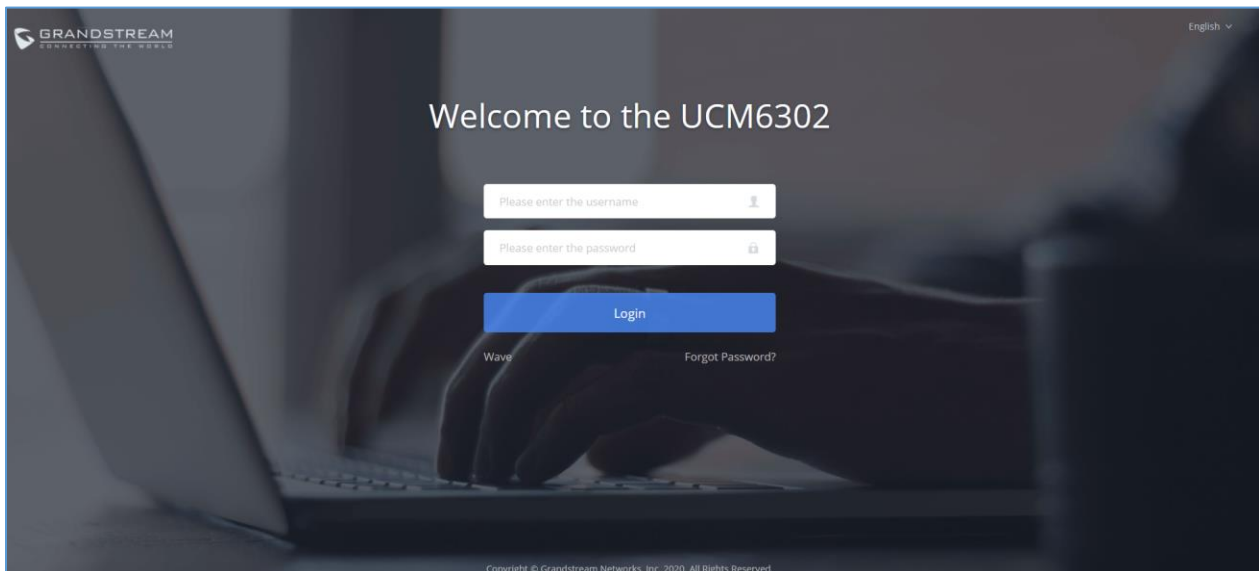 GRANDSTREAM
CONNECTING THE WORLD
English
Welcome to the UCM6302
Please enter the username
Please enter the password
Login
Wave
Forgot Password?
Copyright © Grandstream Networks, Inc. 2020. All Rights Reserved.